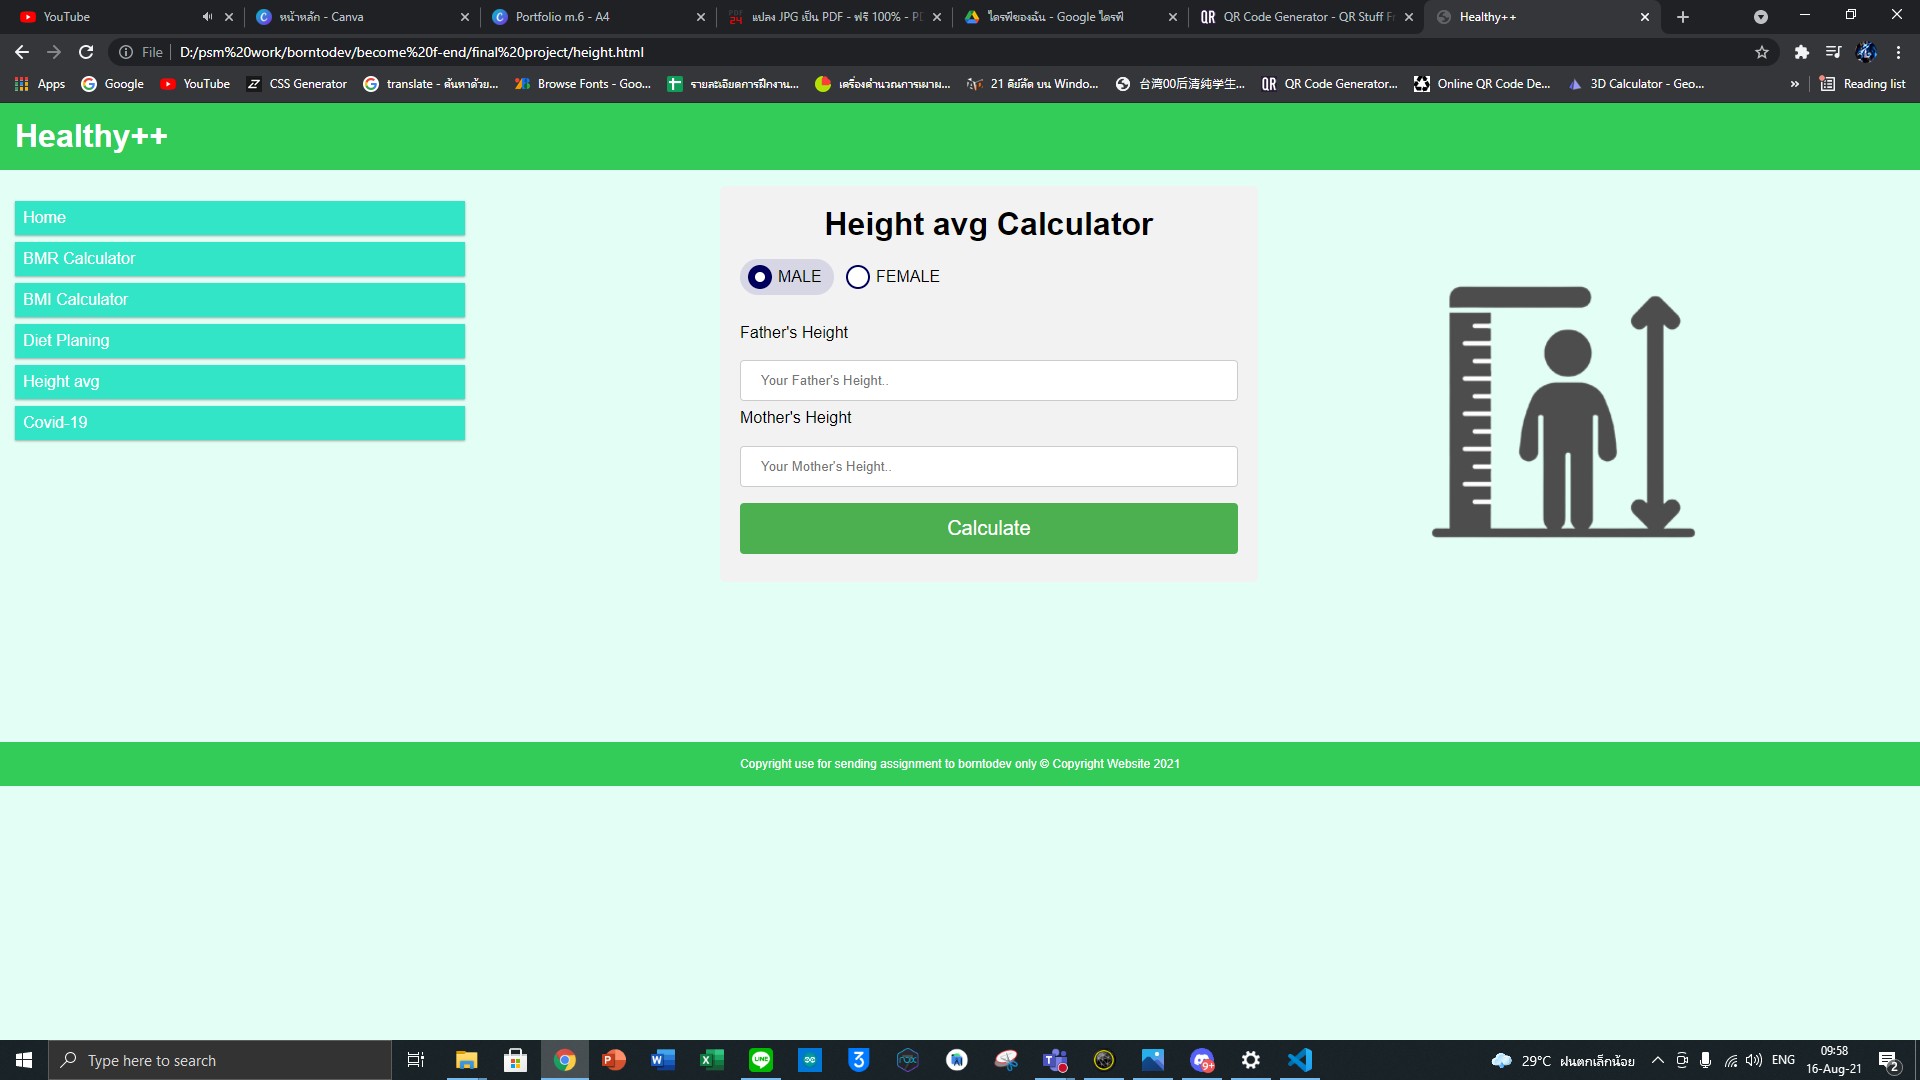 YouTube
หน้าหลัก - Canva
Portfolio m.6 - A4
แปลง JPG เป็น PDF - ฟรี 100% - P
ไดรฟ์ของฉัน - Google ไดรฟ์
QR QR Code Generator - QR Stuff Fr
Healthy++
File D:/psm%20work/borntodev/become%20f-end/final%20project/height.html
Apps
Google
YouTube
CSS Generator
translate - ค้นหาด้วย...
Browse Fonts - Goo...
รายละเอียดการฝึกงาน...
เครื่องคำนวณการเผาผ...
21 คีย์ลัด บน Windo...
台湾00后清纯学生...
QR QR Code Generator...
Online QR Code De...
3D Calculator - Geo...
»
Reading list
Healthy++
Home
BMR Calculator
BMI Calculator
Diet Planing
Height avg
Covid-19
Height avg Calculator
MALE FEMALE
Father's Height
Your Father's Height..
Mother's Height
Your Mother's Height..
Calculate
Copyright use for sending assignment to borntodev only © Copyright Website 2021
Type here to search
29°C ฝนตกเล็กน้อย
ENG
09:58
16-Aug-21
2